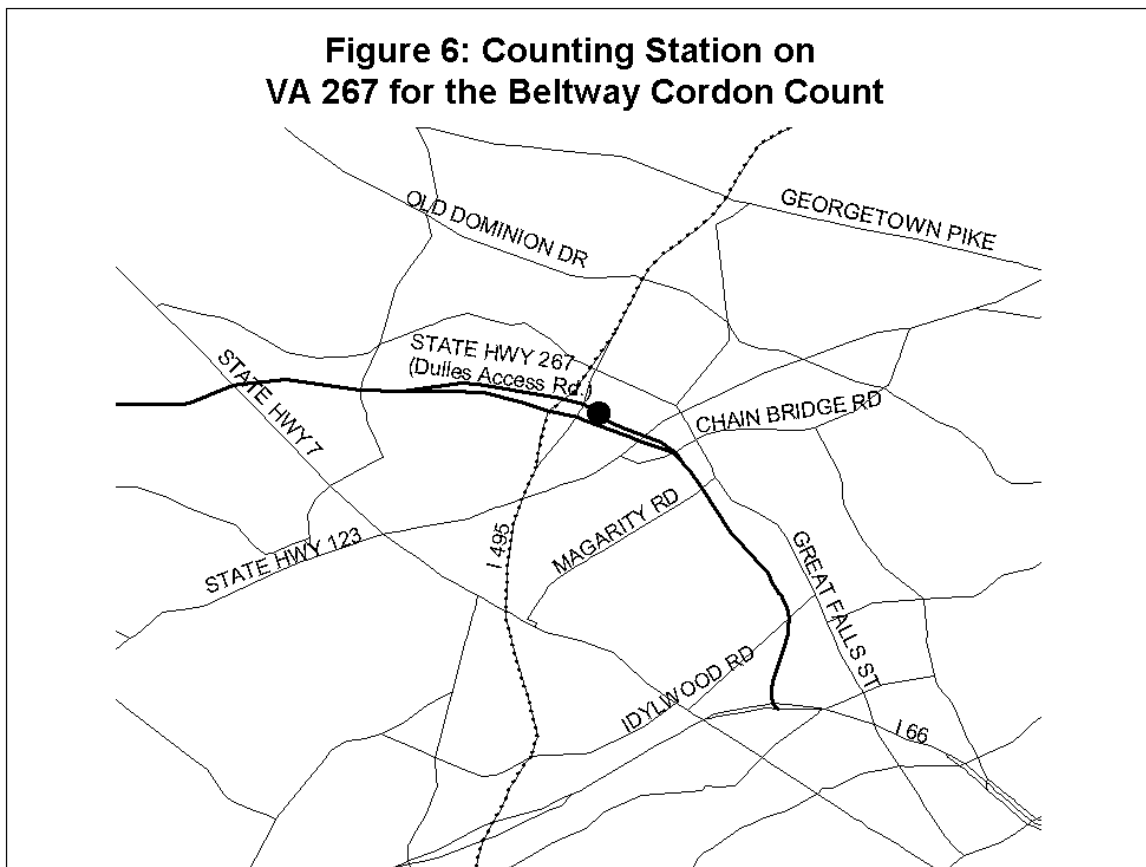 Figure 6: Counting Station on
VA 267 for the Beltway Cordon Count
GEORGETOWN PIKE
OLD DOMINION DR
STATE HWY 267
(Dulles Access Rd.)
STATE HWY 7
CHAIN BRIDGE RD
MAGARITY RD
STATE HWY 123
I 495
GREAT FALLS ST
IDYLWOOD RD
I 66